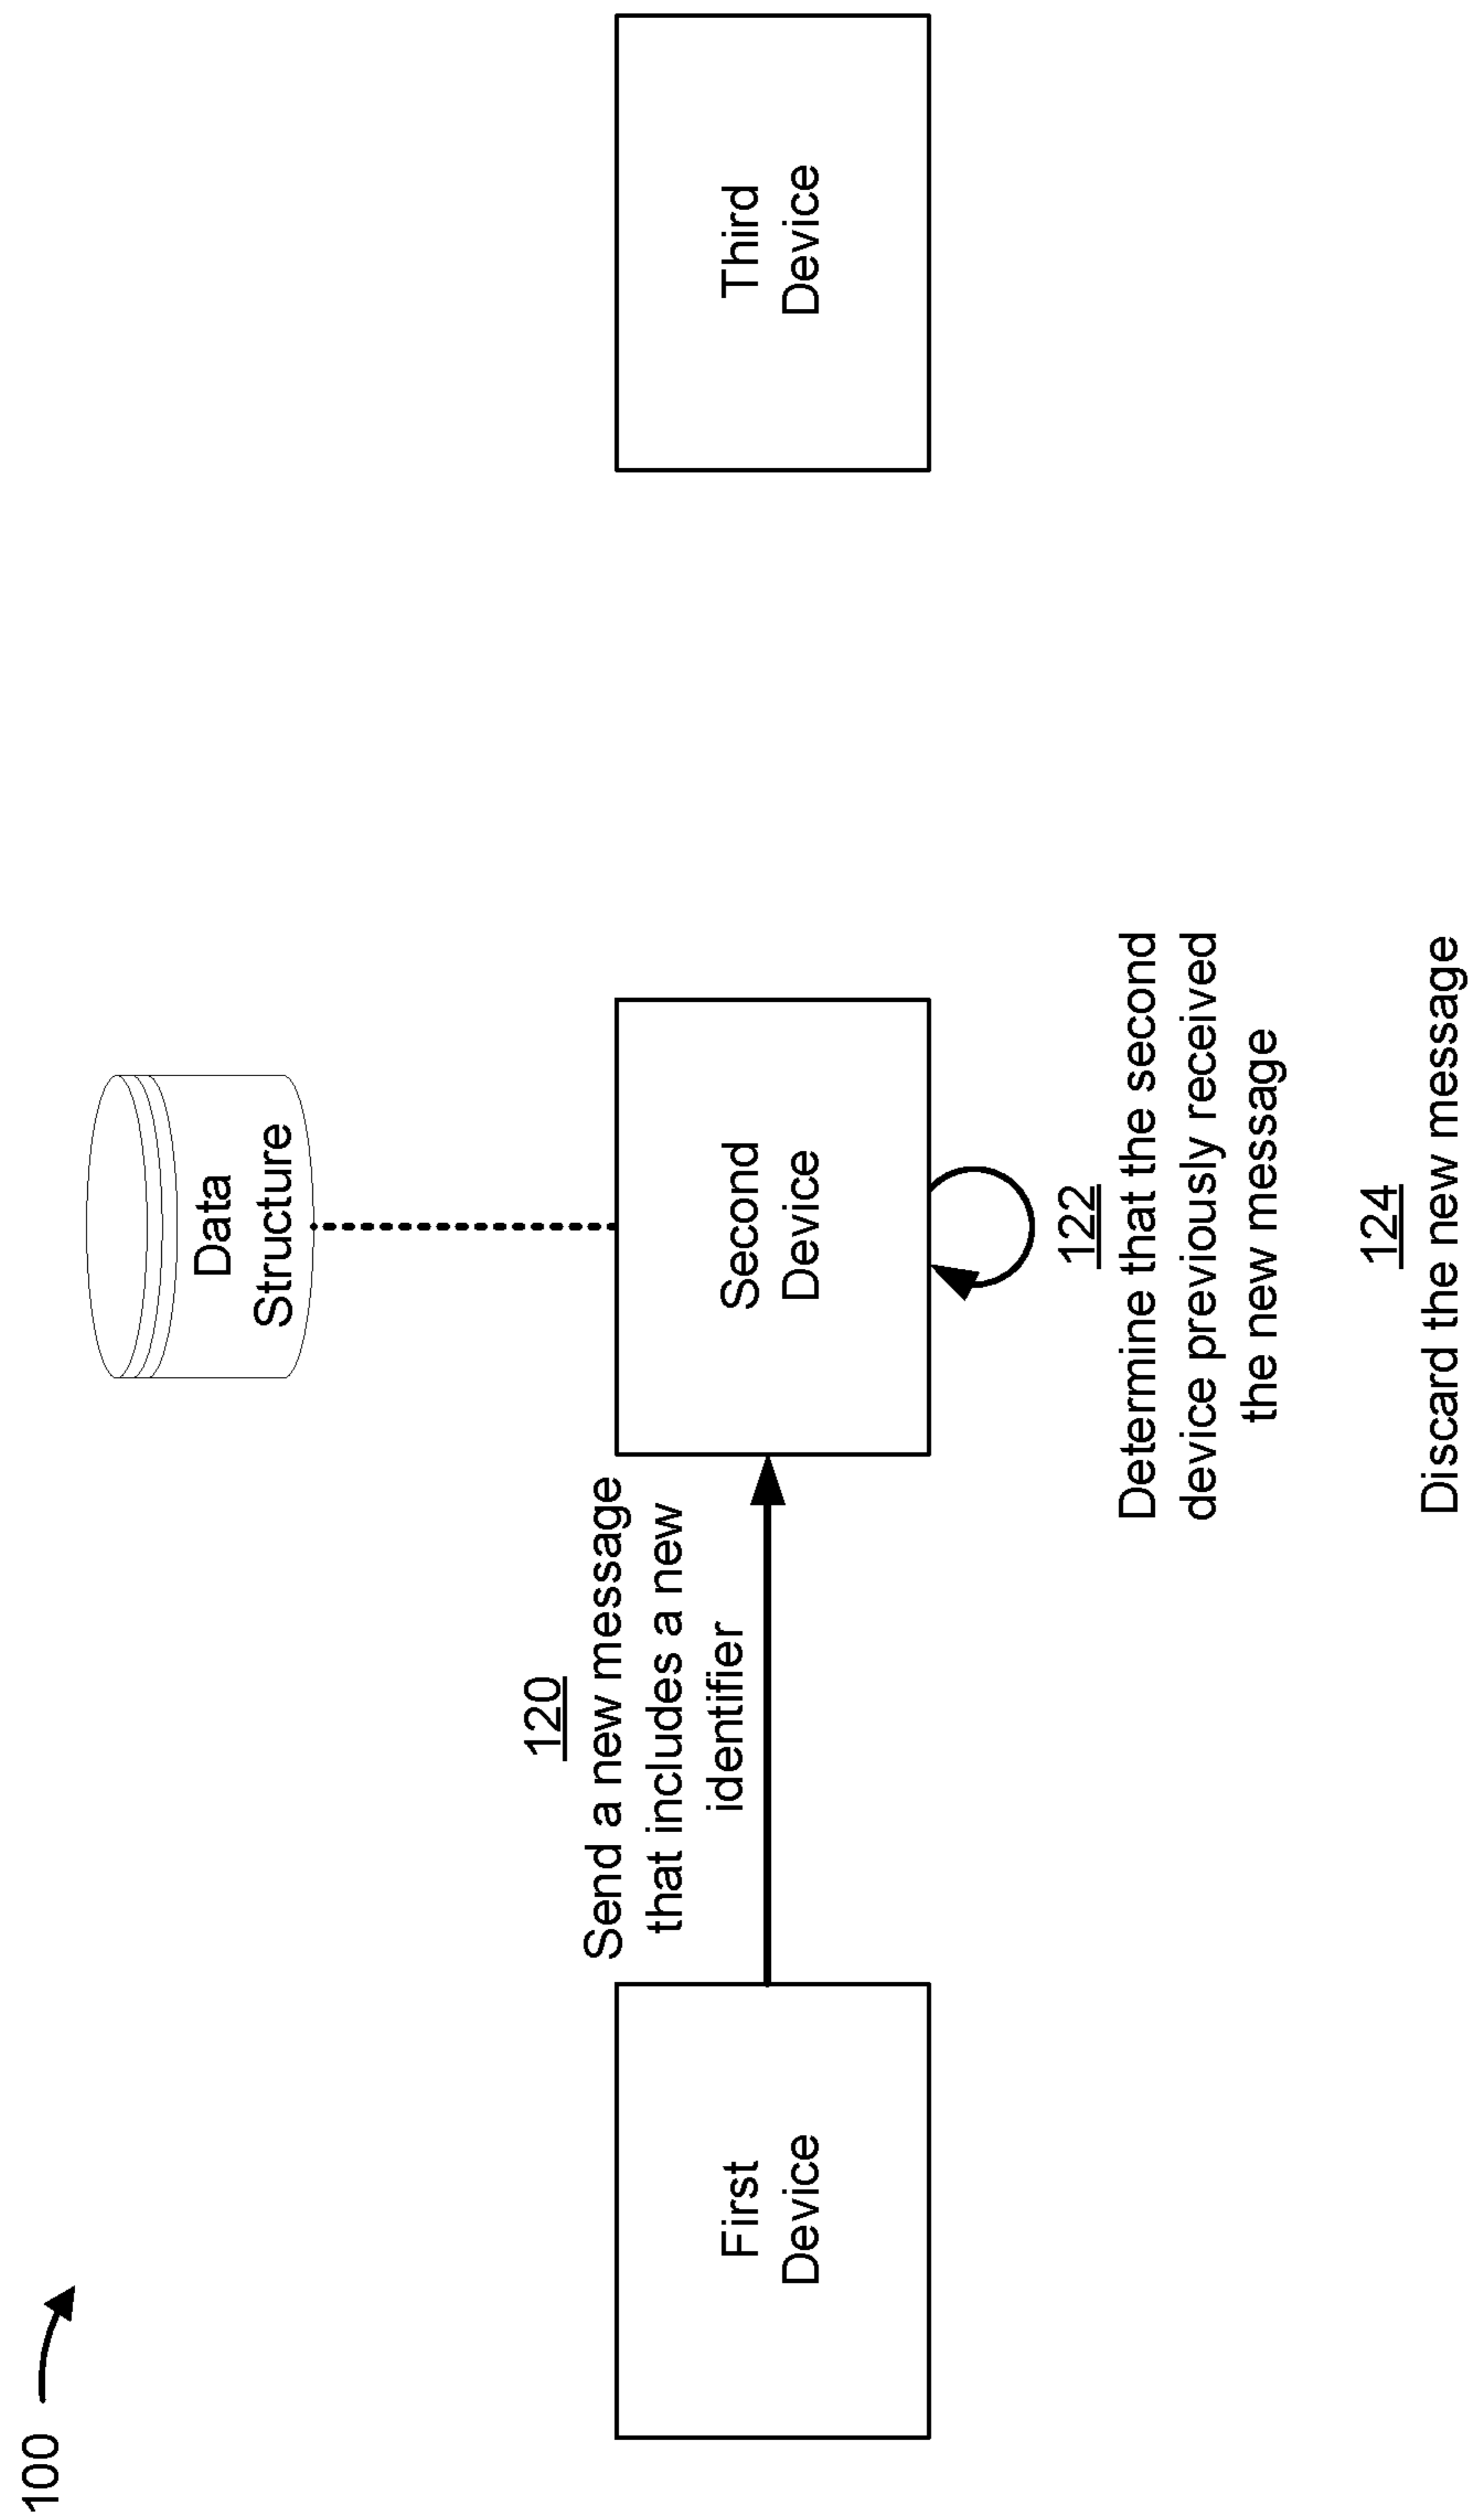 100
Data
Structure
120
Send a new message
that includes a new
identifier
First
Device
Second
Device
Third
Device
122
Determine that the second
device previously received
the new message
124
Discard the new message